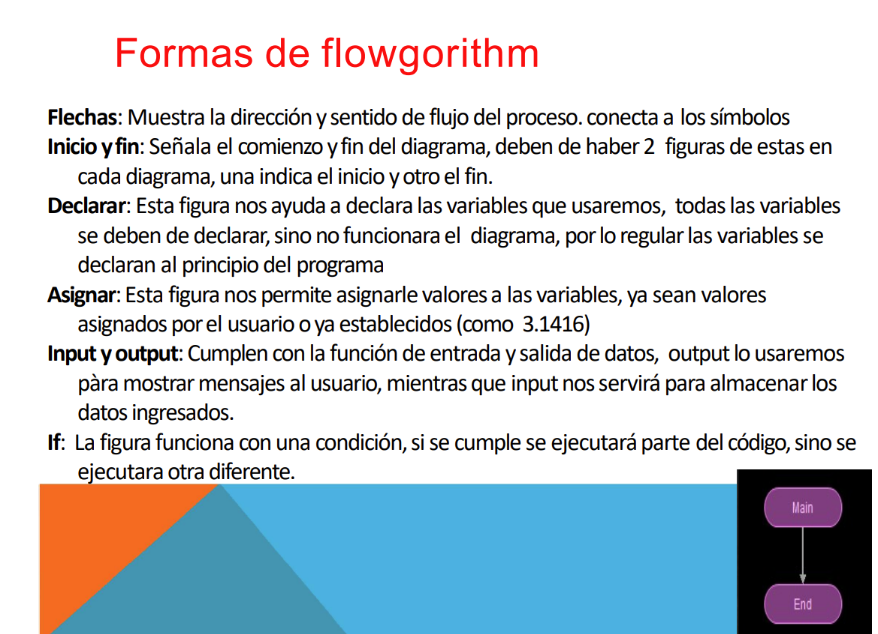 Formas de flowgorithm
Flechas: Muestra la dirección y sentido de flujo del proceso. conecta a los símbolos
Inicio y fin: Señala el comienzo y fin del diagrama, deben de haber 2 figuras de estas en
cada diagrama, una indica el inicio y otro el fin.
Declarar: Esta figura nos ayuda a declara las variables que usaremos, todas las variables
se deben de declarar, sino no funcionara el diagrama, por lo regular las variables se
declaran al principio del programa
Asignar: Esta figura nos permite asignarle valores a las variables, ya sean valores
asignados por el usuario o ya establecidos (como 3.1416)
Input y output: Cumplen con la función de entrada y salida de datos, output lo usaremos
pàra mostrar mensajes al usuario, mientras que input nos servirá para almacenar los
datos ingresados.
If: La figura funciona con una condición, si se cumple se ejecutará parte del código, sino se
ejecutara otra diferente.
Main
End